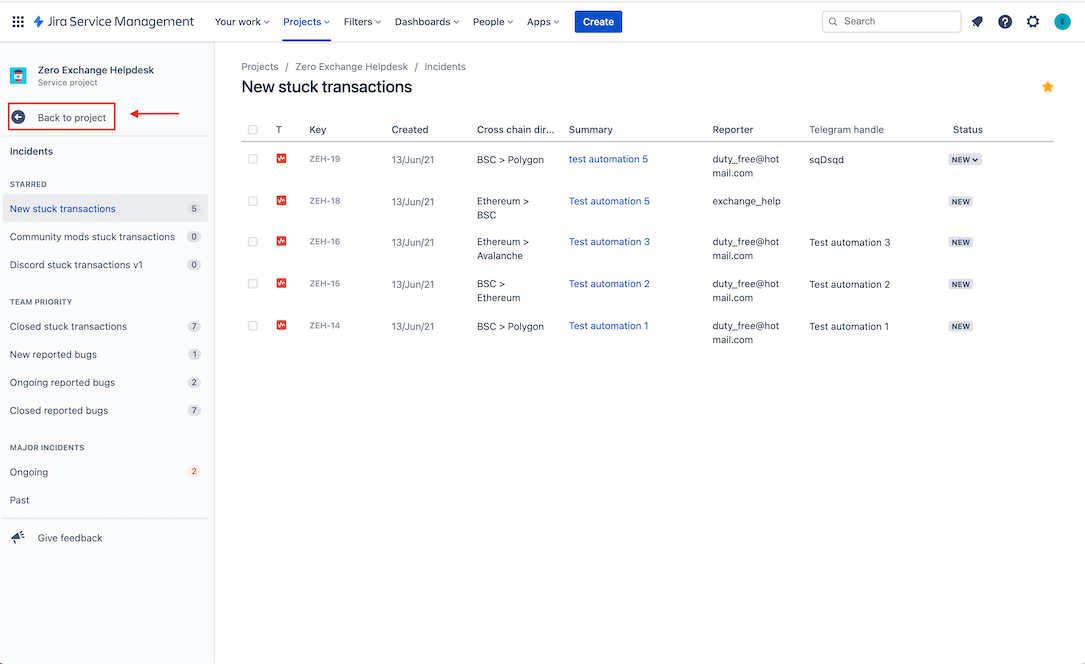 Jira Service Management Your work Projects Filters Dashboards People Apps Create Search
Zero Exchange Helpdesk
Service project
Back to project
Incidents
STARRED
New stuck transactions 5
Community mods stuck transactions 0
Discord stuck transactions v1 0
TEAM PRIORITY
Closed stuck transactions 7
New reported bugs 1
Ongoing reported bugs 2
Closed reported bugs 7
MAJOR INCIDENTS
Ongoing 2
Past
Give feedback
Projects / Zero Exchange Helpdesk / Incidents
New stuck transactions
T Key Created Cross chain dir... Summary Reporter Telegram handle Status
ZEH-19 13/Jun/21 BSC > Polygon test automation 5 duty_free@hot sqDsqd NEW
mail.com
ZEH-18 13/Jun/21 Ethereum > Test automation 5 exchange_help NEW
BSC
ZEH-16 13/Jun/21 Ethereum > Test automation 3 duty_free@hot Test automation 3 NEW
Avalanche mail.com
ZEH-15 13/Jun/21 BSC > Test automation 2 duty_free@hot Test automation 2 NEW
Ethereum mail.com
ZEH-14 13/Jun/21 BSC > Polygon Test automation 1 duty_free@hot Test automation 1 NEW
mail.com